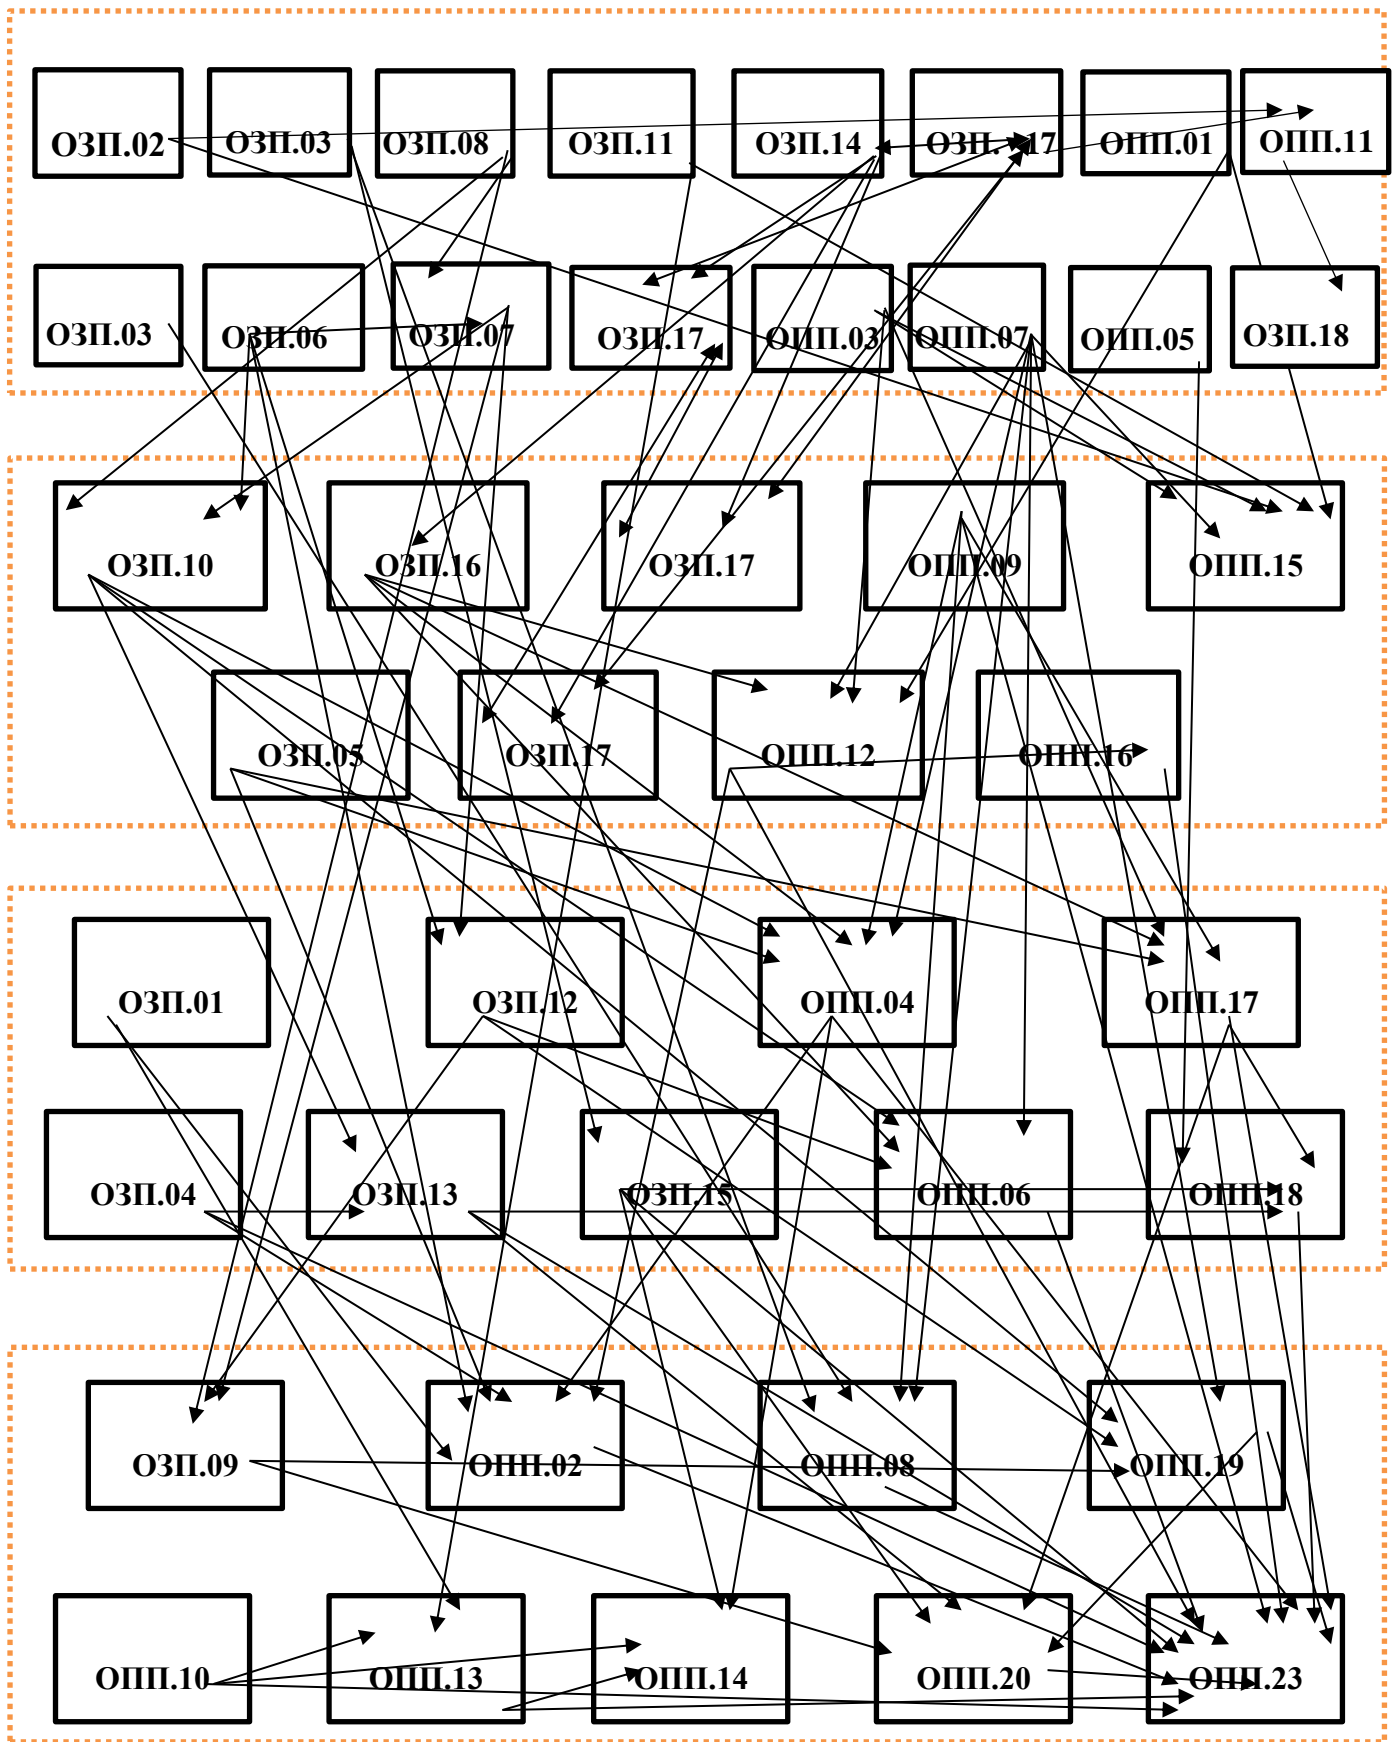 ОЗП.02 ОЗП.03 ОЗП.08 ОЗП.11 ОЗП.14 ОЗП. 17 ОПП.01 ОПП.11
ОЗП.03 ОЗП.06 ОЗП.07 ОЗП.17 ОПП.03 ОПП.07 ОПП.05 ОЗП.18
ОЗП.10 ОЗП.16 ОЗП.17 ОПП.09 ОПП.15
ОЗП.05 ОЗП.17 ОПП.12 ОПП.16
ОЗП.01 ОЗП.12 ОПП.04 ОПП.17
ОЗП.04 ОЗП.13 ОЗП.15 ОПП.06 ОПП.18
ОЗП.09 ОПП.02 ОПП.08 ОПП.19
ОПП.10 ОПП.13 ОПП.14 ОПП.20 ОПП.23